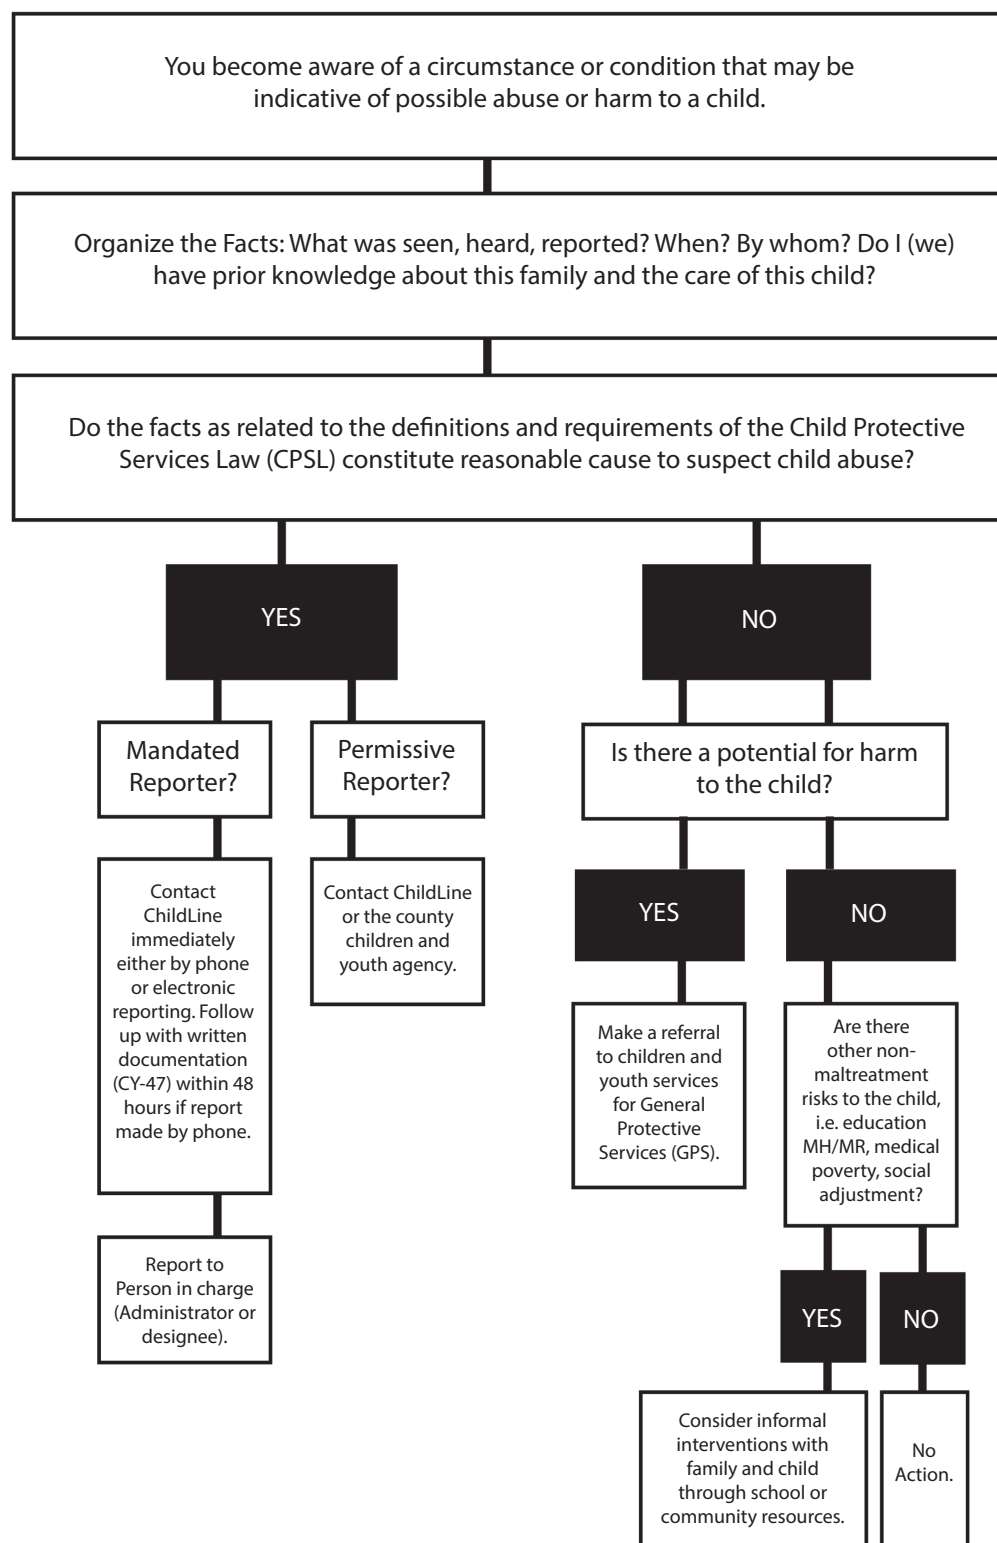 You become aware of a circumstance or condition that may be
indicative of possible abuse or harm to a child.
Organize the Facts: What was seen, heard, reported? When? By whom? Do I (we)
have prior knowledge about this family and the care of this child?
Do the facts as related to the definitions and requirements of the Child Protective
Services Law (CPSL) constitute reasonable cause to suspect child abuse?
YES
NO
Mandated
Reporter?
Permissive
Reporter?
Is there a potential for harm
to the child?
Contact
ChildLine
immediately
either by phone
or electronic
reporting. Follow
up with written
documentation
(CY-47) within 48
hours if report
made by phone.
Contact ChildLine
or the county
children and
youth agency.
YES
NO
Make a referral
to children and
youth services
for General
Protective
Services (GPS).
Are there
other non-
maltreatment
risks to the child,
i.e. education
MH/MR, medical
poverty, social
adjustment?
Report to
Person in charge
(Administrator or
designee).
YES
NO
Consider informal
interventions with
family and child
through school or
community resources.
No
Action.